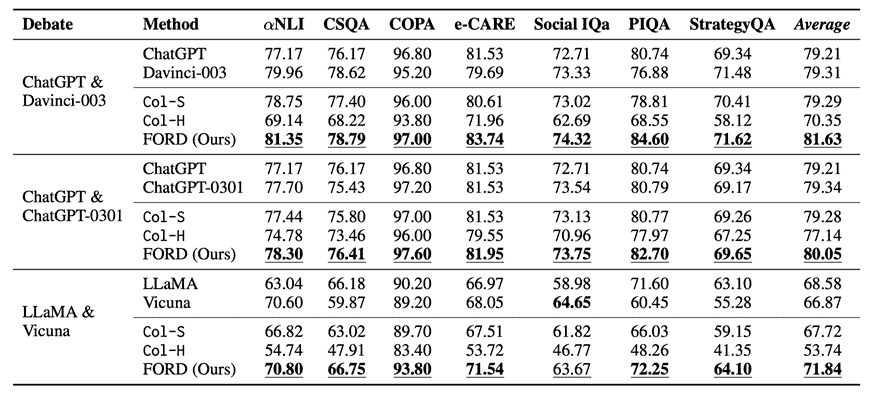 Debate Method αNLI CSQA COPA e-CARE Social IQa PIQA StrategyQA Average
ChatGPT & Davinci-003
ChatGPT 77.17 76.17 96.80 81.53 72.71 80.74 69.34 79.21
Davinci-003 79.96 78.62 95.20 79.69 73.33 76.88 71.48 79.31
Col-S 78.75 77.40 96.00 80.61 73.02 78.81 70.41 79.29
Col-H 69.14 68.22 93.80 71.96 62.69 68.55 58.12 70.35
FORD (Ours) 81.35 78.79 97.00 83.74 74.32 84.60 71.62 81.63
ChatGPT & ChatGPT-0301
ChatGPT 77.17 76.17 96.80 81.53 72.71 80.74 69.34 79.21
ChatGPT-0301 77.70 75.43 97.20 81.53 73.54 80.79 69.17 79.34
Col-S 77.44 75.80 97.00 81.53 73.13 80.77 69.26 79.28
Col-H 74.78 73.46 96.00 79.55 70.96 77.97 67.25 77.14
FORD (Ours) 78.30 76.41 97.60 81.95 73.75 82.70 69.65 80.05
LLaMA & Vicuna
LLaMA 63.04 66.18 90.20 66.97 58.98 71.60 63.10 68.58
Vicuna 70.60 59.87 89.20 68.05 64.65 60.45 55.28 66.87
Col-S 66.82 63.02 89.70 67.51 61.82 66.03 59.15 67.72
Col-H 54.74 47.91 83.40 53.72 46.77 48.26 41.35 53.74
FORD (Ours) 70.80 66.75 93.80 71.54 63.67 72.25 64.10 71.84